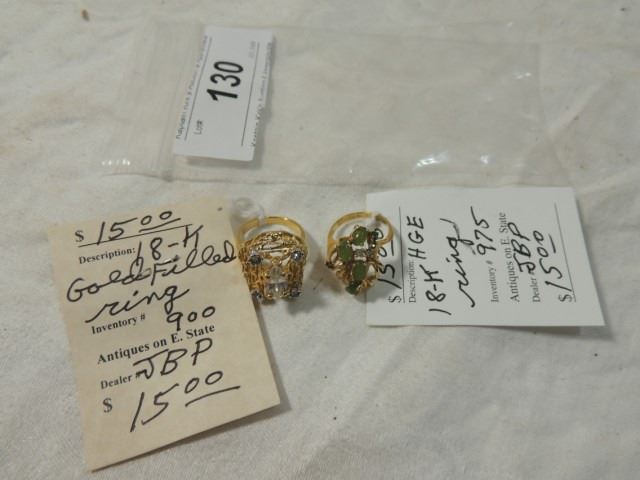 Lot#
130
$ 15.00
Description: 18-K
Gold Filled
ring
Inventory # 900
Antiques on E. State
Dealer # JBP
$ 15.00
$ 15.00
Description:
18-K HGE
ring
Inventory # 975
Antiques on E. State
Dealer # JBP
$ 15.00